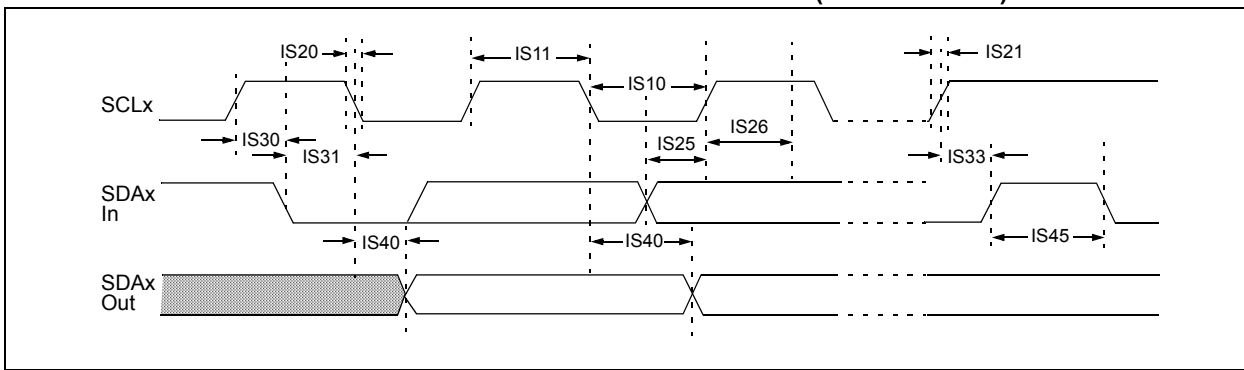 IS20
IS11
IS21
IS10
SCLx
IS30
IS26
IS31
IS25
IS33
SDAx
In
IS40
IS40
IS45
SDAx
Out